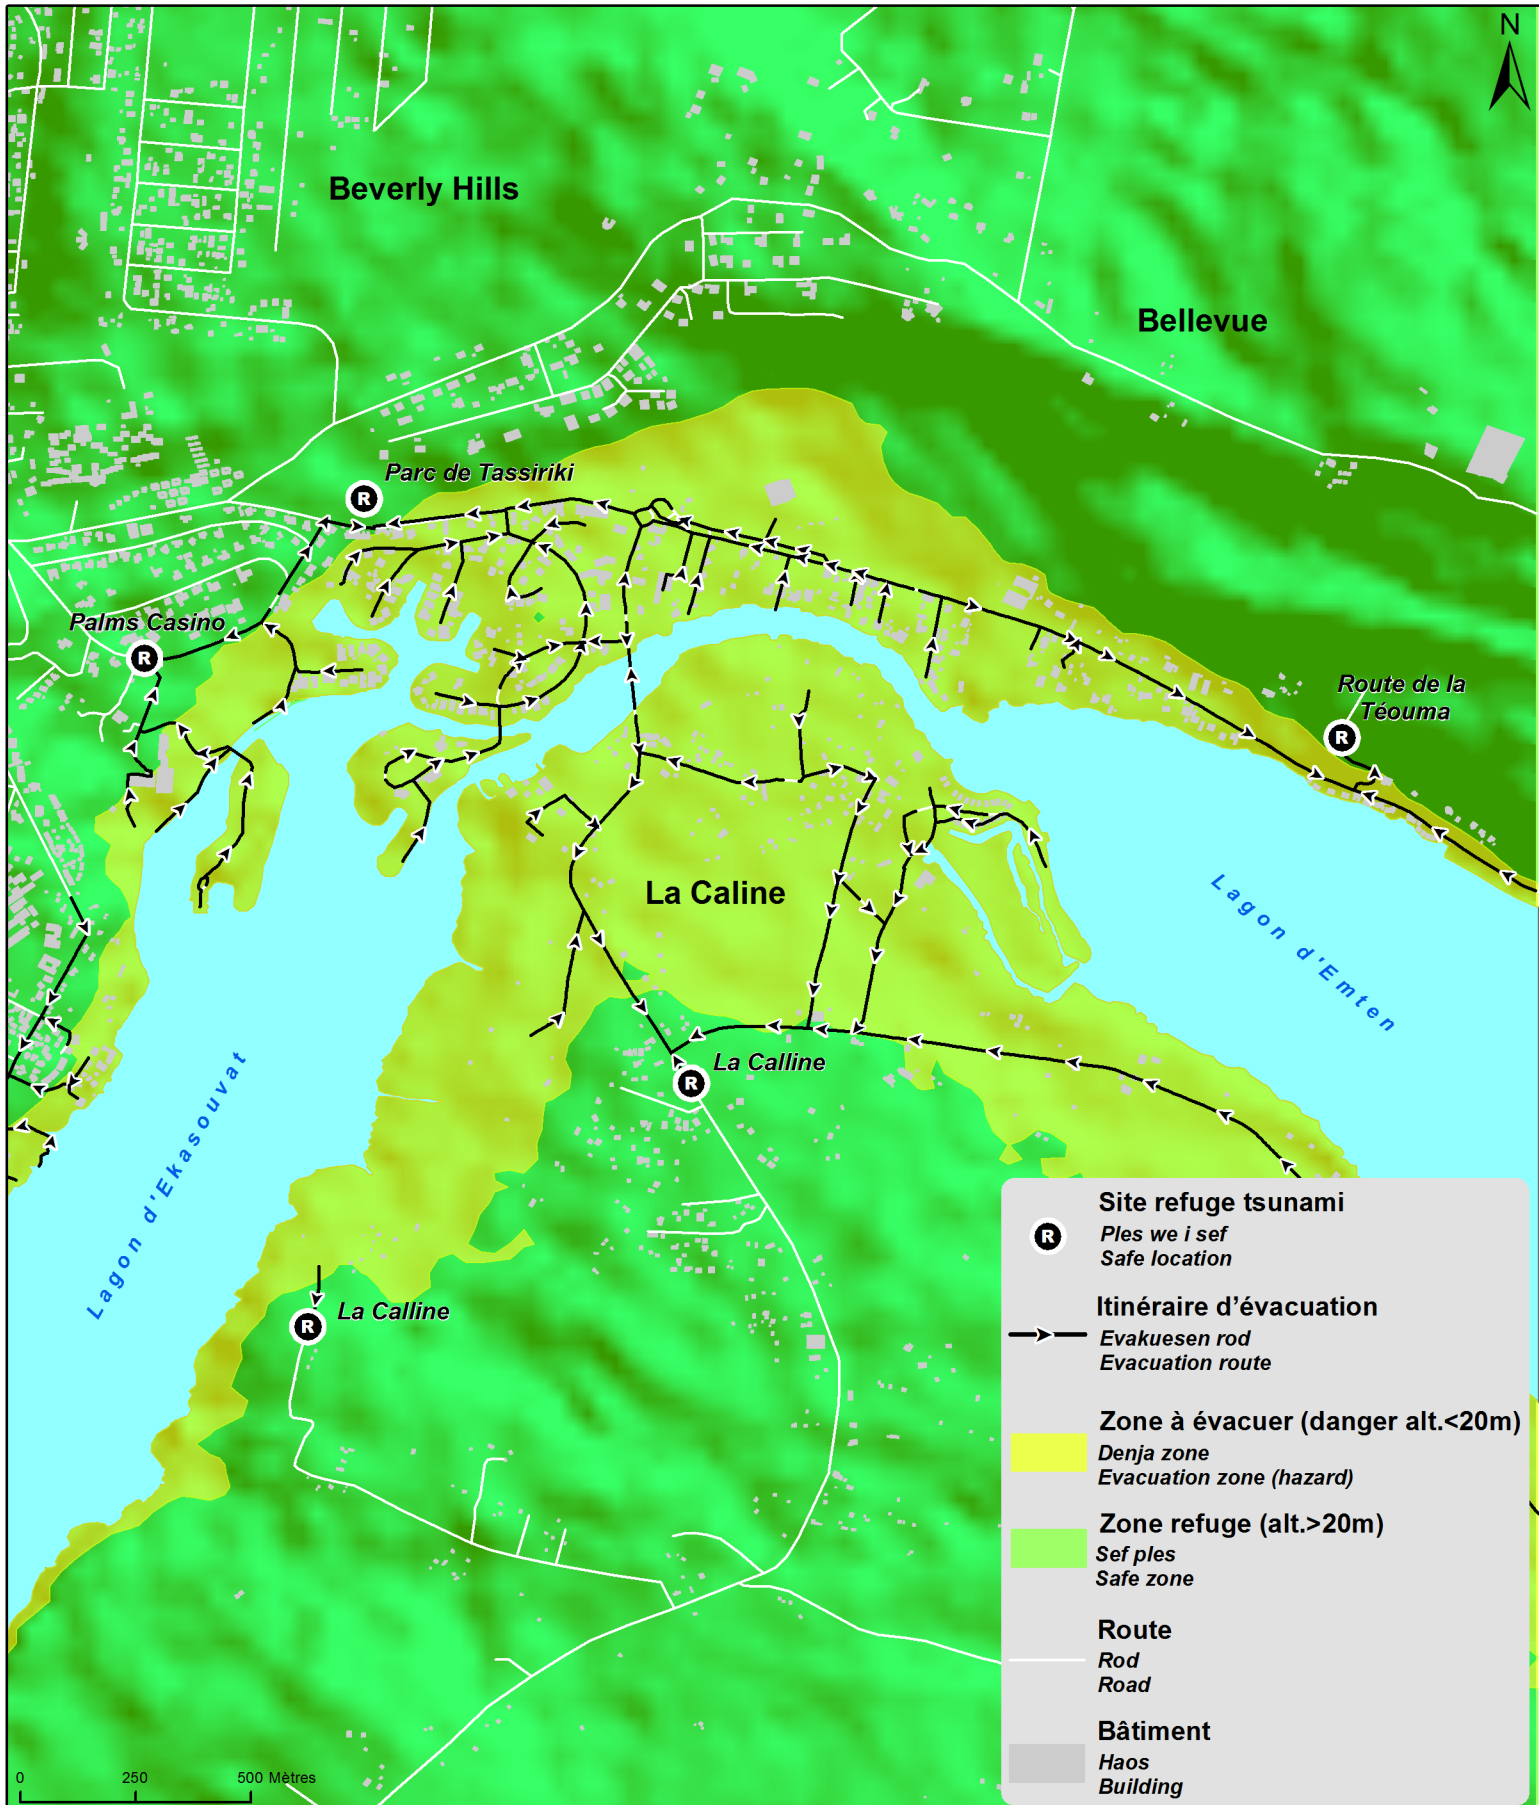 N
Beverly Hills
Bellevue
Parc de Tassiriki
R
Palms Casino
R
Route de la
Téouma
R
La Caline
Lagon d'Emten
La Calline
R
Lagon d'Ekasouvat
La Calline
R
Site refuge tsunami
R
Ples we i sef
Safe location
Itinéraire d’évacuation
Evakuesen rod
Evacuation route
Zone à évacuer (danger alt.<20m)
Denja zone
Evacuation zone (hazard)
Zone refuge (alt.>20m)
Sef ples
Safe zone
Route
Rod
Road
Bâtiment
Haos
Building
0 250 500 Mètres